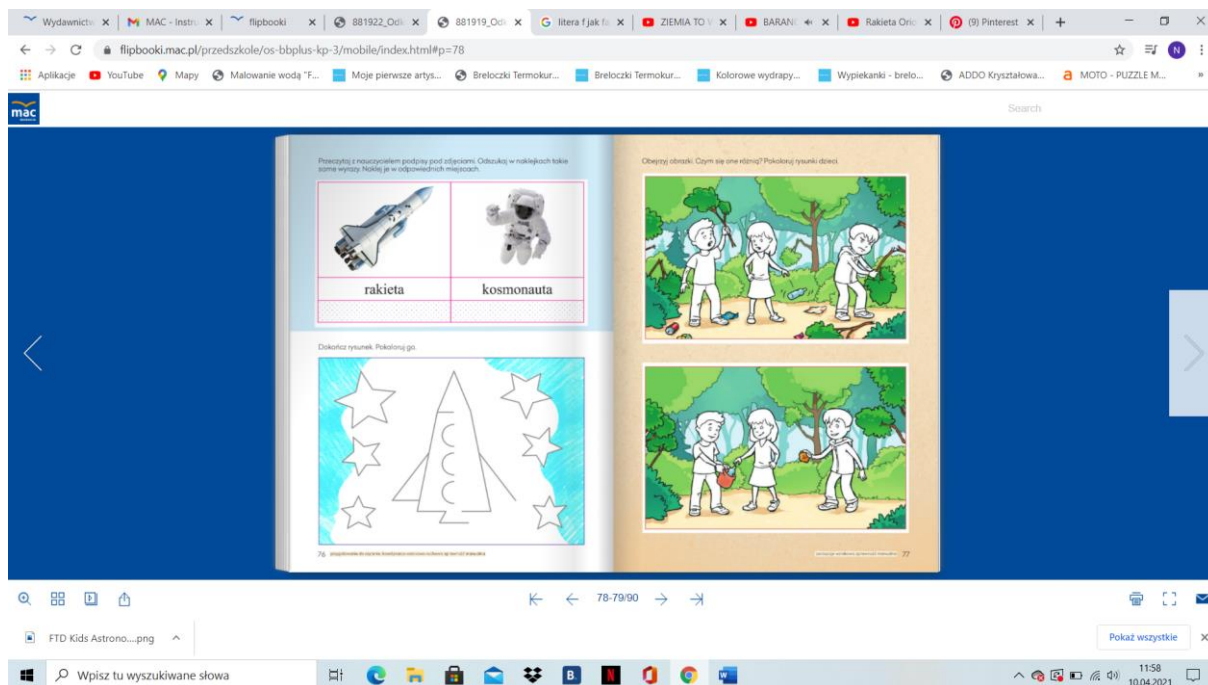 Wydawnictw
MAC - Instru
flipbooki
881922_Odk
881919_Odk
litera f jak fa
ZIEMIA TO
BARAN
Rakieta Orio
(9) Pinterest
flipbooki.mac.pl/przedszkole/os-bbplus-kp-3/mobile/index.html#p=78
N
Aplikacje
YouTube
Mapy
Malowanie wodą "F...
Moje pierwsze artys...
Breloczki Termokur...
Breloczki Termokur...
Kolorowe wydrapy...
Wypiekanki - brelo...
ADDO Kryształowa...
MOTO - PUZZLE M...
mac
Search
Przeczytaj z nauczycielem podpisy pod zdjęciami. Odszukaj w naklejkach takie
same wyrazy. Naklej je w odpowiednich miejscach.
rakieta
kosmonauta
Dokończ rysunek. Pokoloruj go.
76
Obejrzyj obrazki. Czym się one różnią? Pokoloruj rysunki dzieci.
77
78-79/90
FTD Kids Astrono....png
Pokaż wszystkie
Wpisz tu wyszukiwane słowa
11:58
10.04.2021